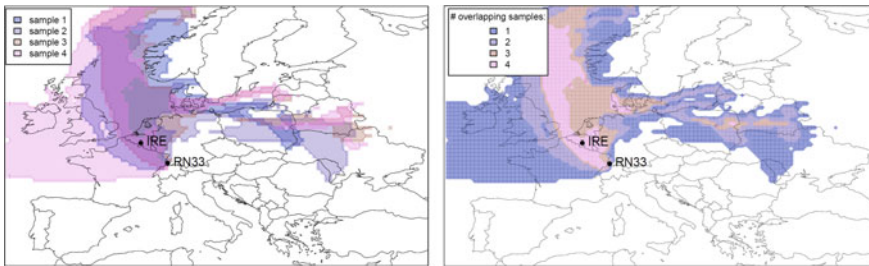 sample 1
sample 2
sample 3
sample 4
IRE
RN33
# overlapping samples:
1
2
3
4
IRE
RN33